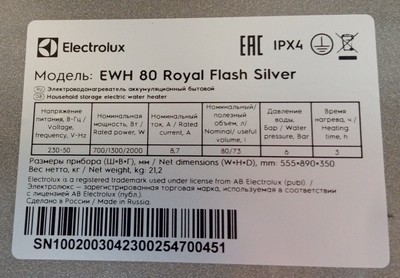 Electrolux EAC IPX4
Модель: EWH 80 Royal Flash Silver
Электроводонагреватель аккумуляционный бытовой
Household storage electric water heater
Напряжение питания, В-Гц / Voltage, frequency, V-Hz
Номинальная мощность, Вт / Rated power, W
Номинальный ток, А / Rated current, A
Номинальный/полезный объем, л / Nominal/ useful volume, l
Давление воды, Бар / Water pressure, Bar
Время нагрева, ч / Heating time, h
230-50 700/1300/2000 8,7 80/73 6 3
Размеры прибора (Ш×В×Г), мм / Net dimensions (W×H×D), mm: 555×890×350
Вес нетто, кг / Net weight, kg: 21,2
Electrolux is a registered trademark used under license from AB Electrolux (publ). /
Электролюкс – зарегистрированная торговая марка, используемая в соответствии
с лицензией AB Electrolux (публ).
Сделано в России. / Made in Russia.
SN1002003042300254700451